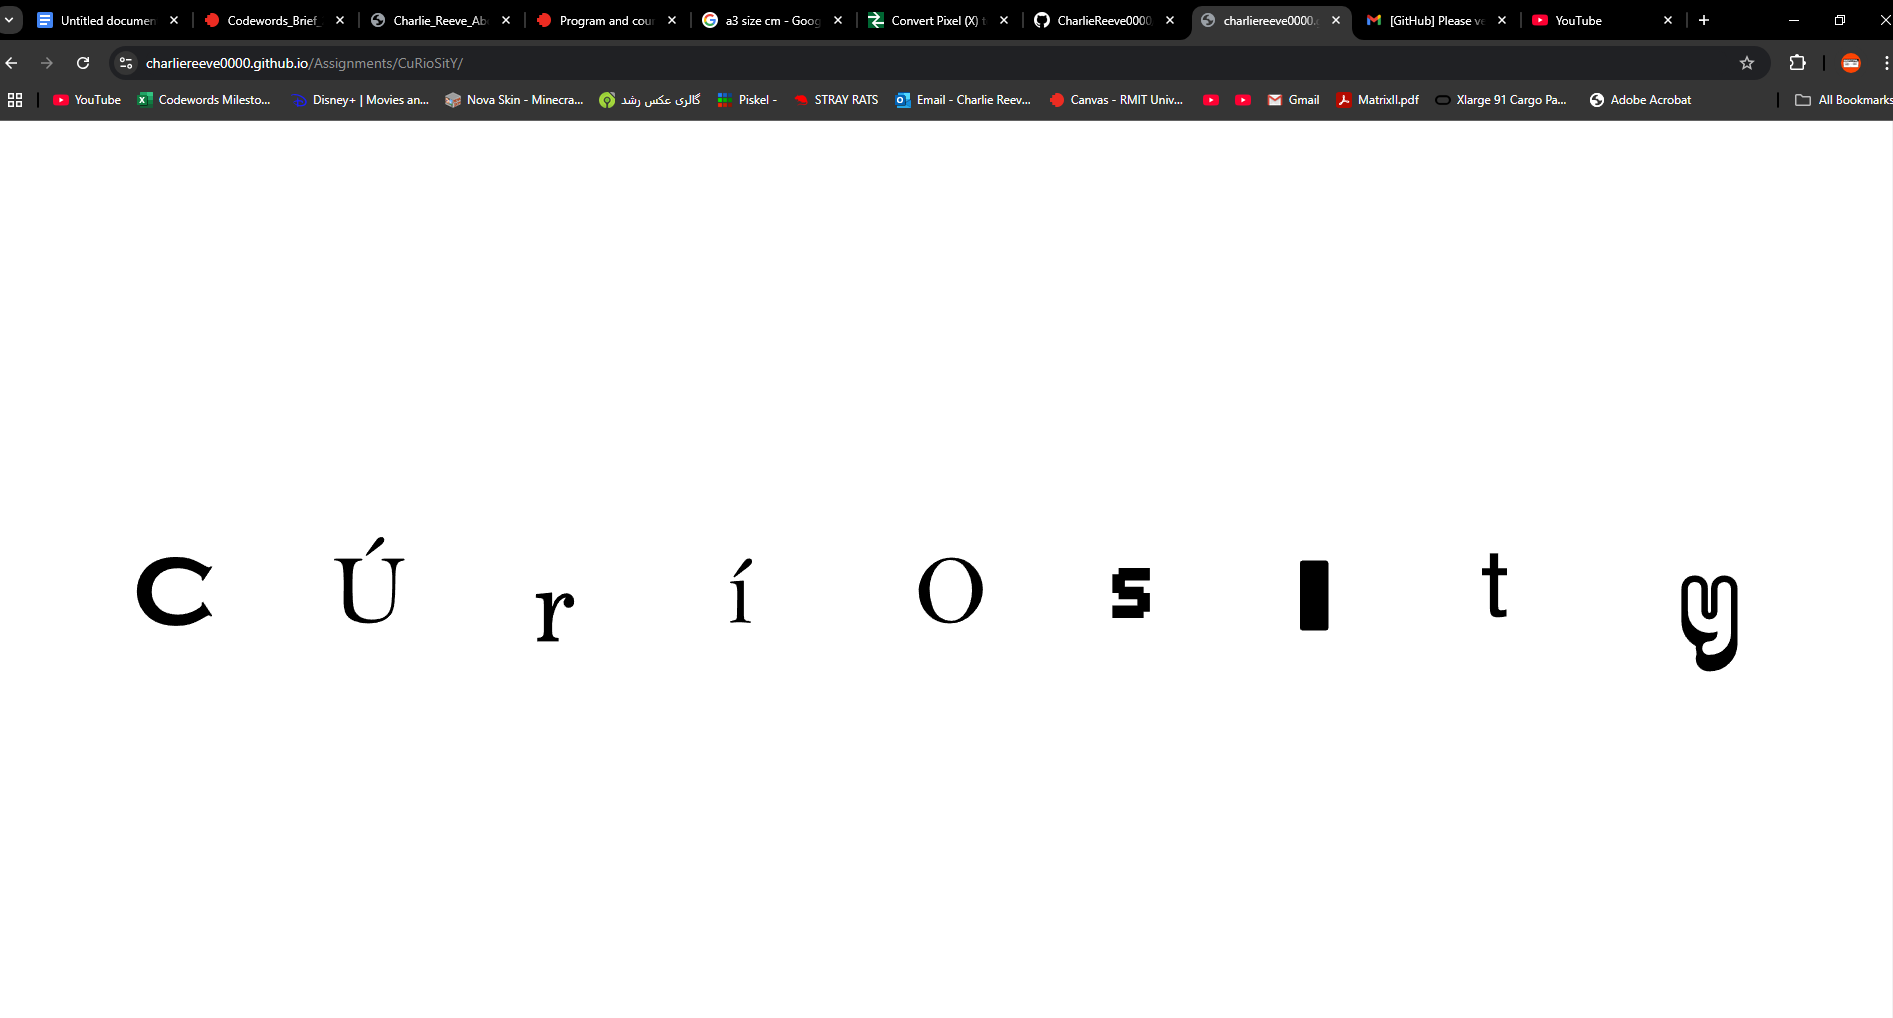 Untitled documen
Codewords_Brief_
Charlie_Reeve_Ab
Program and cour
a3 size cm - Goog
Convert Pixel (X) t
CharlieReeve0000
charliereeve0000.g
[GitHub] Please ve
YouTube
charliereeve0000.github.io/Assignments/CuRioSitY/
YouTube
Codewords Milesto...
Disney+ | Movies an...
Nova Skin - Minecra...
گالری عکس رشد
Piskel -
STRAY RATS
Email - Charlie Reev...
Canvas - RMIT Univ...
Gmail
MatrixII.pdf
Xlarge 91 Cargo Pa...
Adobe Acrobat
All Bookmarks
C Ú r í O s I t y